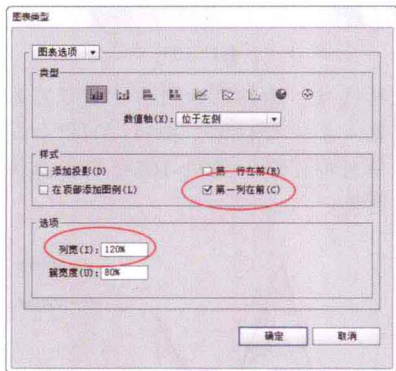 图表类型
图表选项
类型
数值轴(X): 位于左侧
样式
添加投影(D)
第一行在前(R)
在顶部添加图例(L)
第一列在前(C)
选项
列宽(I): 120%
簇宽度(U): 80%
确定
取消